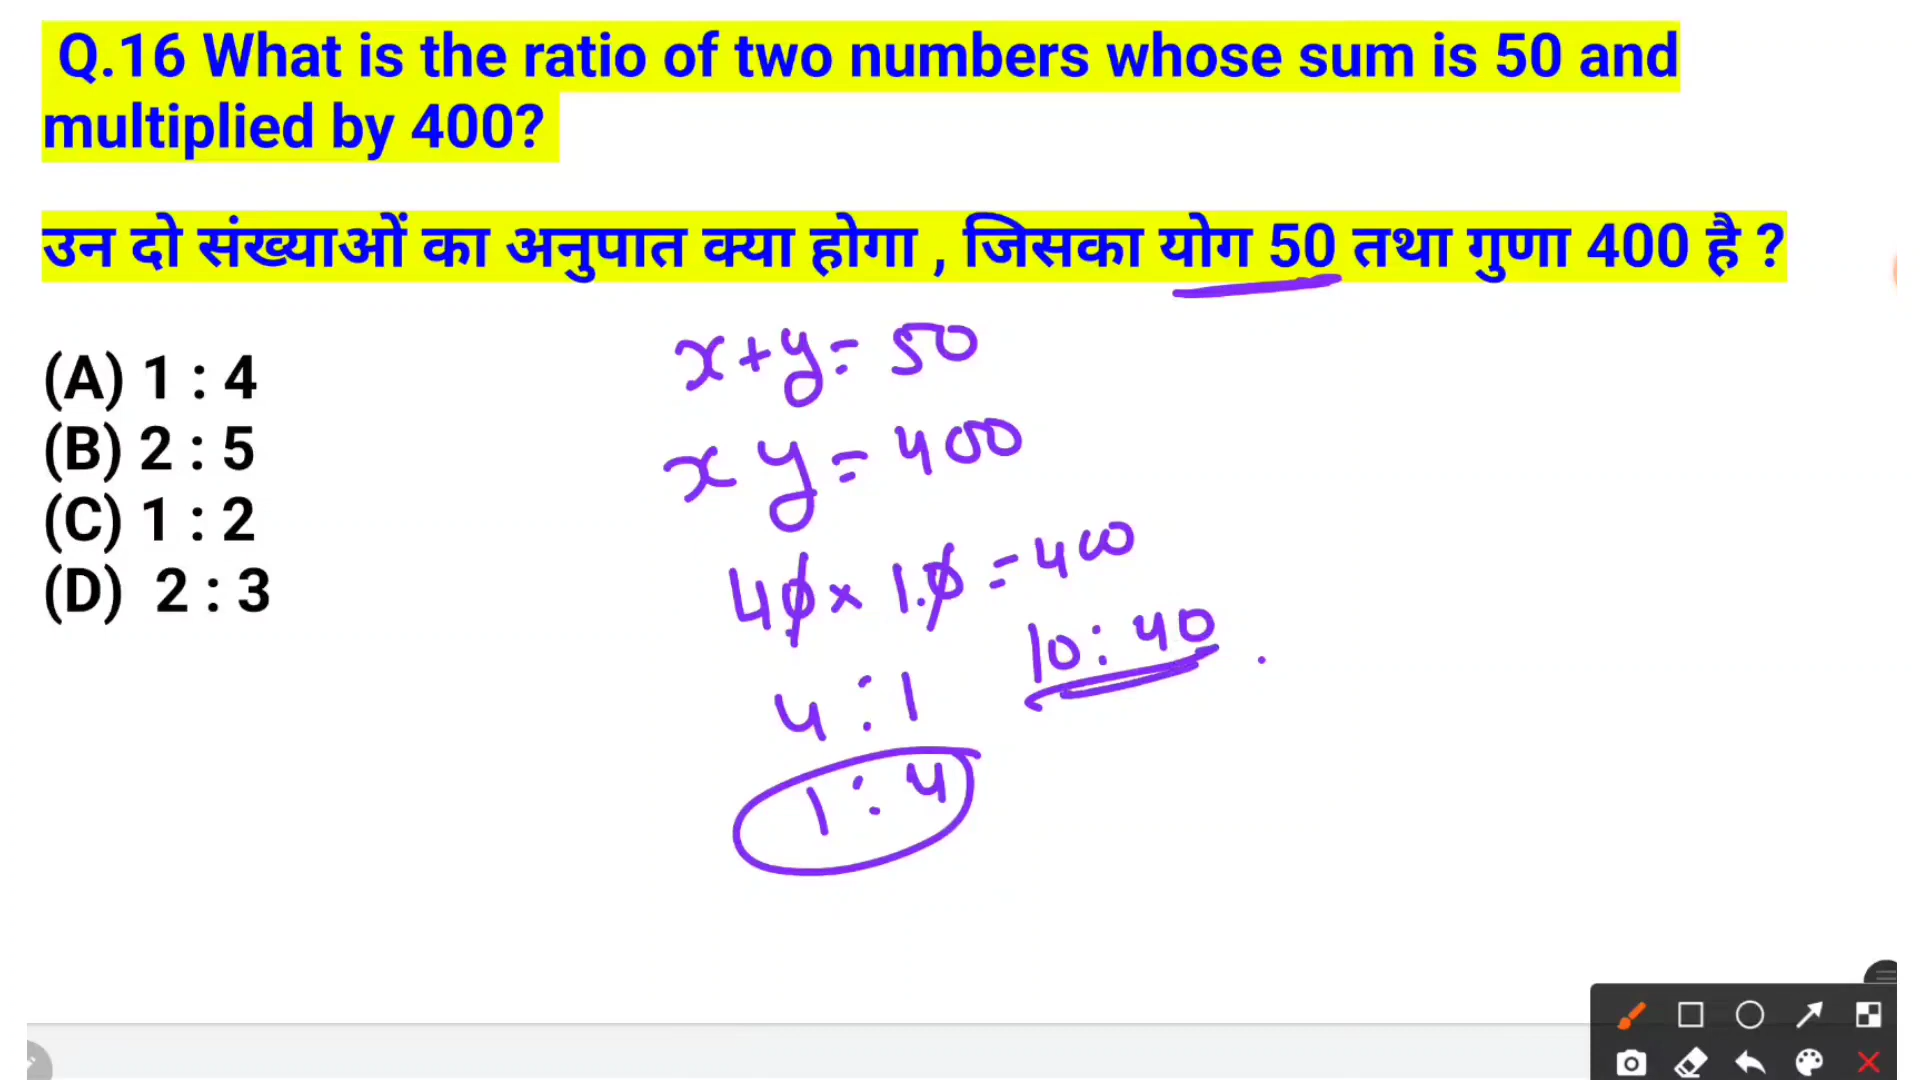 Q.16 What is the ratio of two numbers whose sum is 50 and
multiplied by 400?
उन दो संख्याओं का अनुपात क्या होगा , जिसका योग 50 तथा गुणा 400 है ?
(A) 1 : 4
(B) 2 : 5
(C) 1 : 2
(D) 2 : 3
x+y= 50
xy = 400
40 × 10 = 400
10 : 40
4 : 1
1 : 4